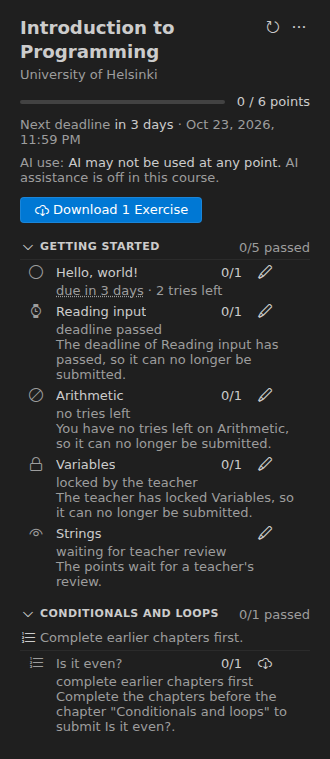 Introduction to
Programming
University of Helsinki
0 / 6 points
Next deadline in 3 days · Oct 23, 2026,
11:59 PM
AI use: AI may not be used at any point. AI
assistance is off in this course.
Download 1 Exercise
GETTING STARTED 0/5 passed
Hello, world! 0/1
due in 3 days · 2 tries left
Reading input 0/1
deadline passed
The deadline of Reading input has
passed, so it can no longer be
submitted.
Arithmetic 0/1
no tries left
You have no tries left on Arithmetic,
so it can no longer be submitted.
Variables 0/1
locked by the teacher
The teacher has locked Variables, so
it can no longer be submitted.
Strings
waiting for teacher review
The points wait for a teacher's
review.
CONDITIONALS AND LOOPS 0/1 passed
Complete earlier chapters first.
Is it even? 0/1
complete earlier chapters first
Complete the chapters before the
chapter "Conditionals and loops" to
submit Is it even?.